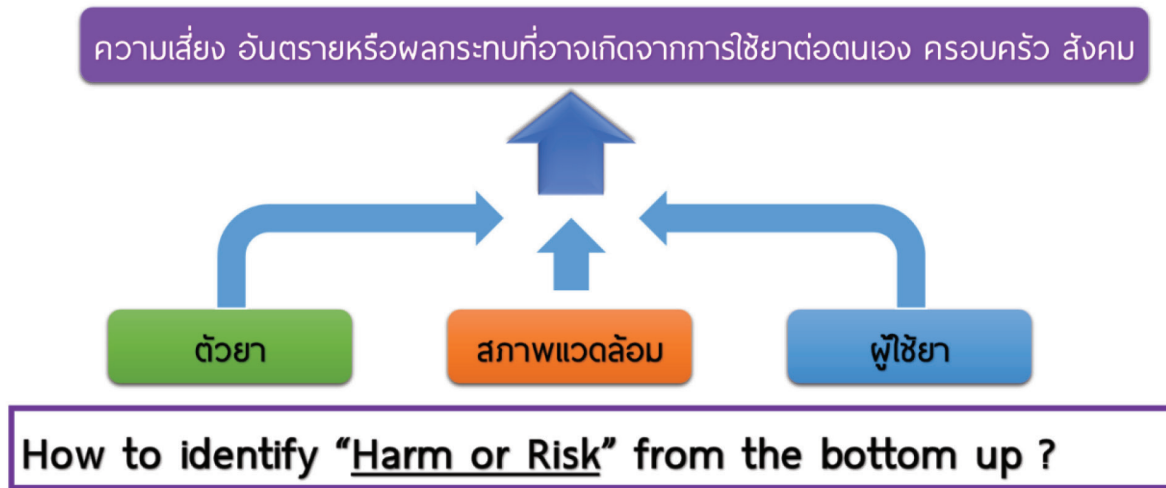 ความเสี่ยง อันตรายหรือผลกระทบที่อาจเกิดจากการใช้ยาต่อตนเอง ครอบครัว สังคม
ตัวยา
สภาพแวดล้อม
ผู้ใช้ยา
How to identify “Harm or Risk” from the bottom up ?